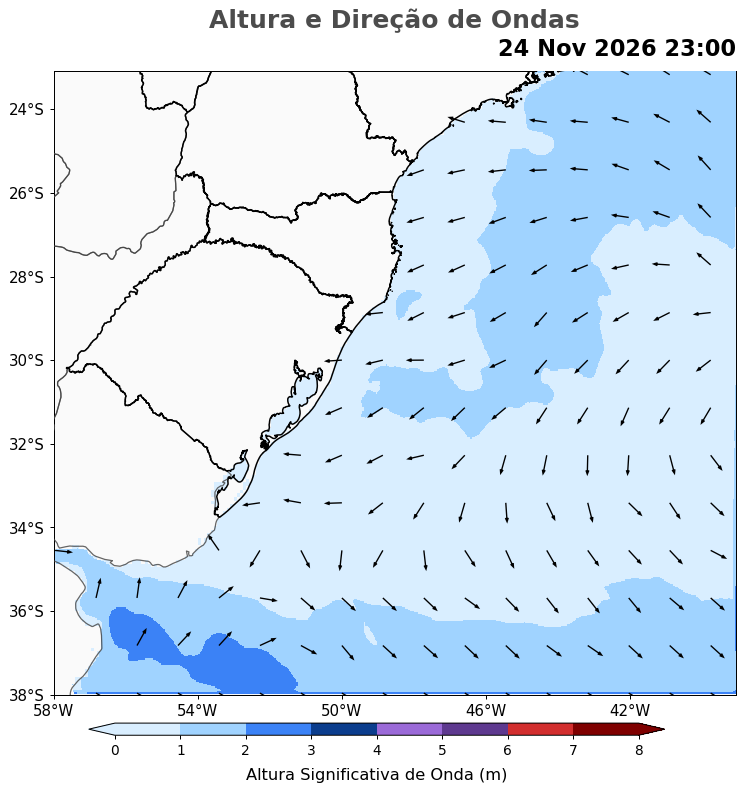 Altura e Direção de Ondas
24 Nov 2026 23:00
24°S
26°S
28°S
30°S
32°S
34°S
36°S
38°S
58°W 54°W 50°W 46°W 42°W
0 1 2 3 4 5 6 7 8
Altura Significativa de Onda (m)